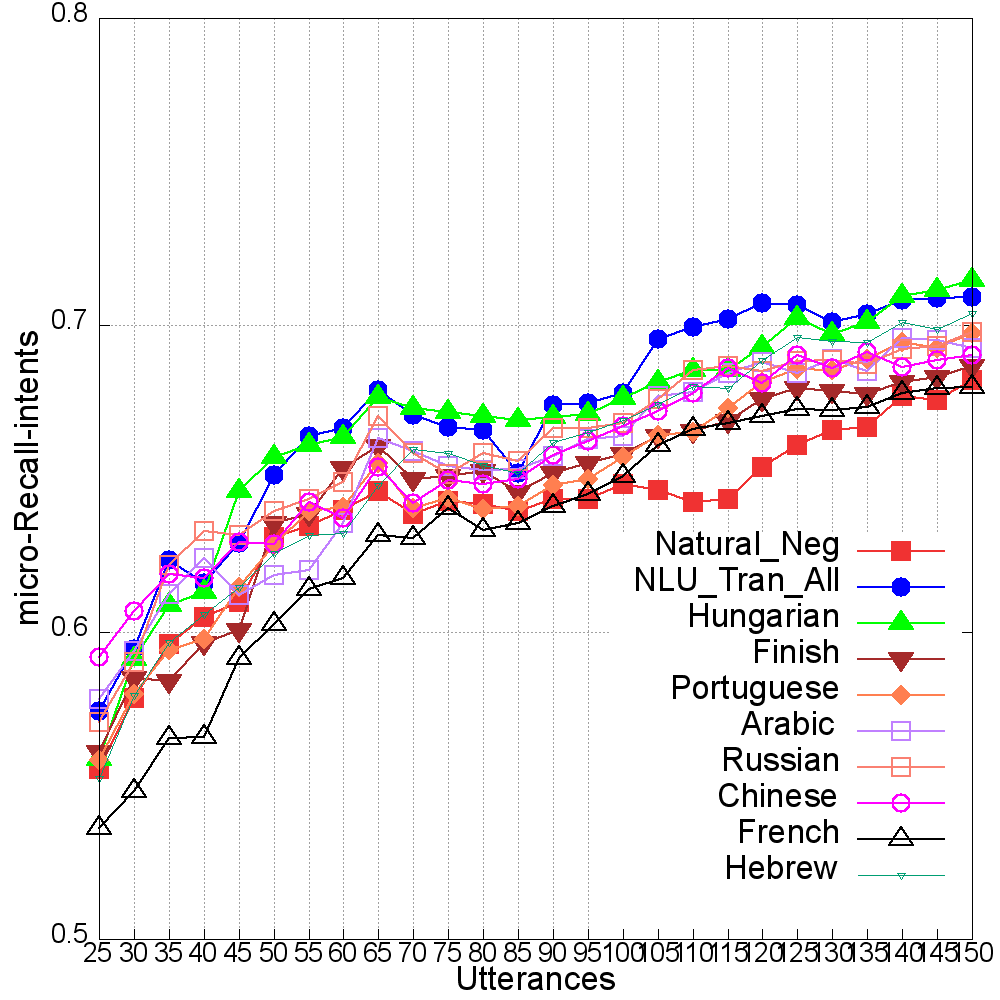 0.8
0.7
0.6
0.5
micro-Recall-intents
Natural_Neg
NLU_Tran_All
Hungarian
Finish
Portuguese
Arabic
Russian
Chinese
French
Hebrew
25 30 35 40 45 50 55 60 65 70 75 80 85 90 95 100 105 110 115 120 125 130 135 140 145 150
Utterances